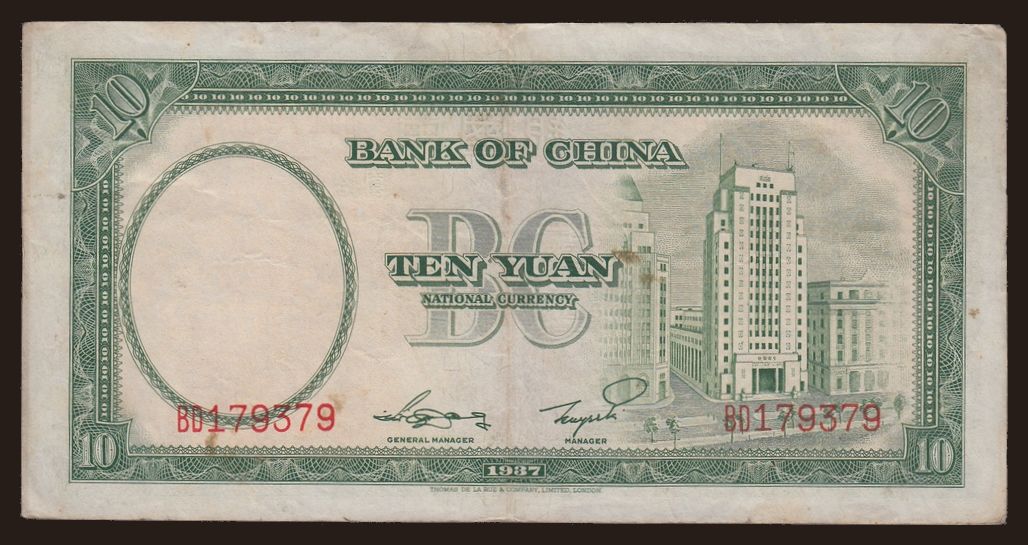 10 10
BANK OF CHINA
BC
TEN YUAN
NATIONAL CURRENCY
BD179379 BD179379
GENERAL MANAGER MANAGER
10 1937 10
THOMAS DE LA RUE & COMPANY, LIMITED, LONDON.